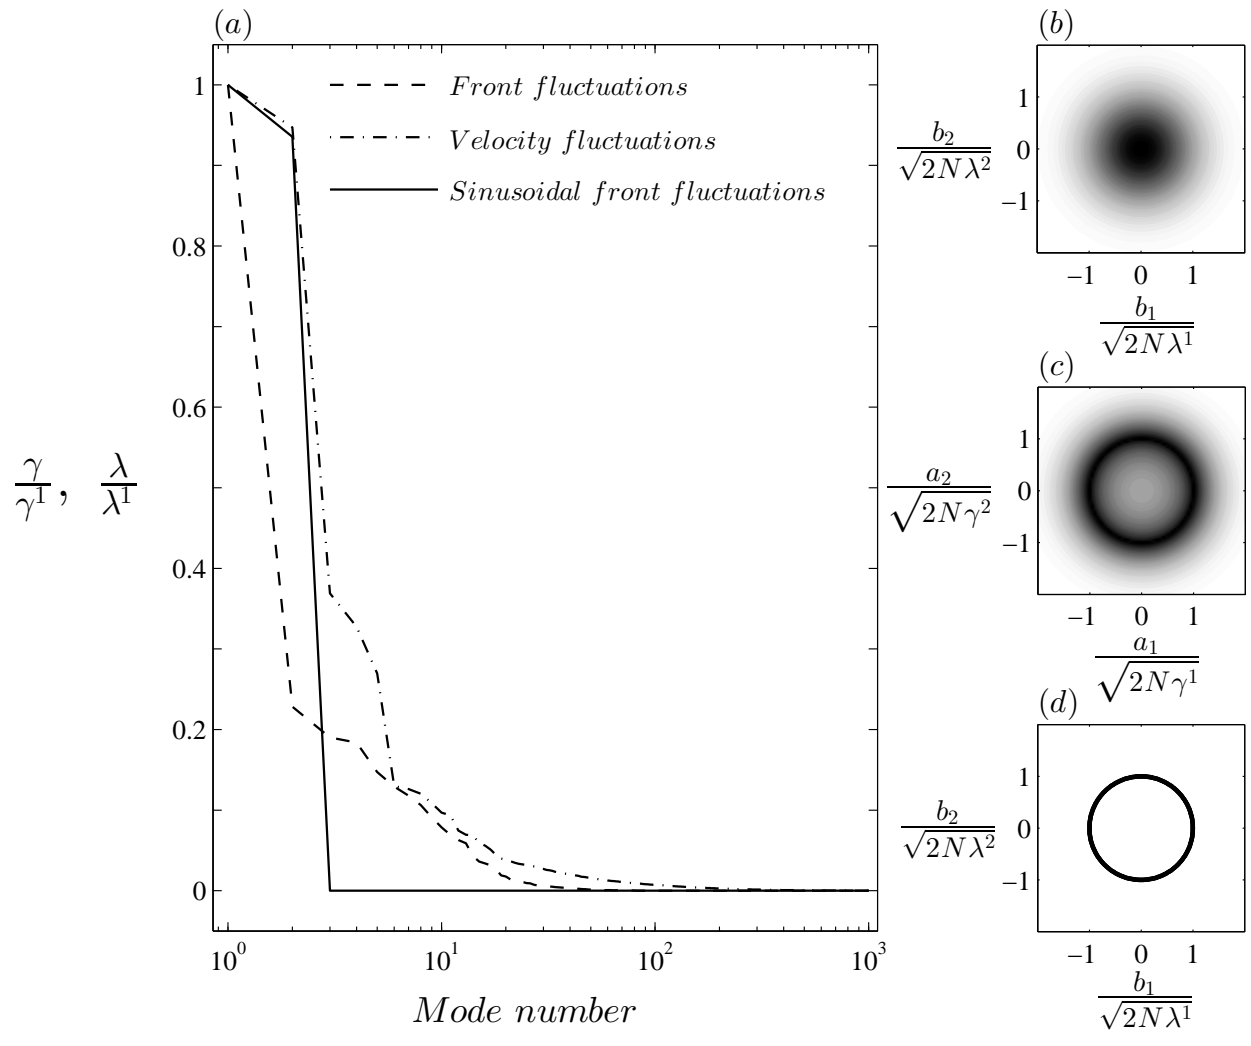 (a)
Front fluctuations
Velocity fluctuations
Sinusoidal front fluctuations
1
0.8
0.6
0.4
0.2
0
γ/γ¹, λ/λ¹
10⁰ 10¹ 10² 10³
Mode number
(b)
b₂/√(2Nλ²)
1
0
−1
−1 0 1
b₁/√(2Nλ¹)
(c)
a₂/√(2Nγ²)
1
0
−1
−1 0 1
a₁/√(2Nγ¹)
(d)
b₂/√(2Nλ²)
1
0
−1
−1 0 1
b₁/√(2Nλ¹)